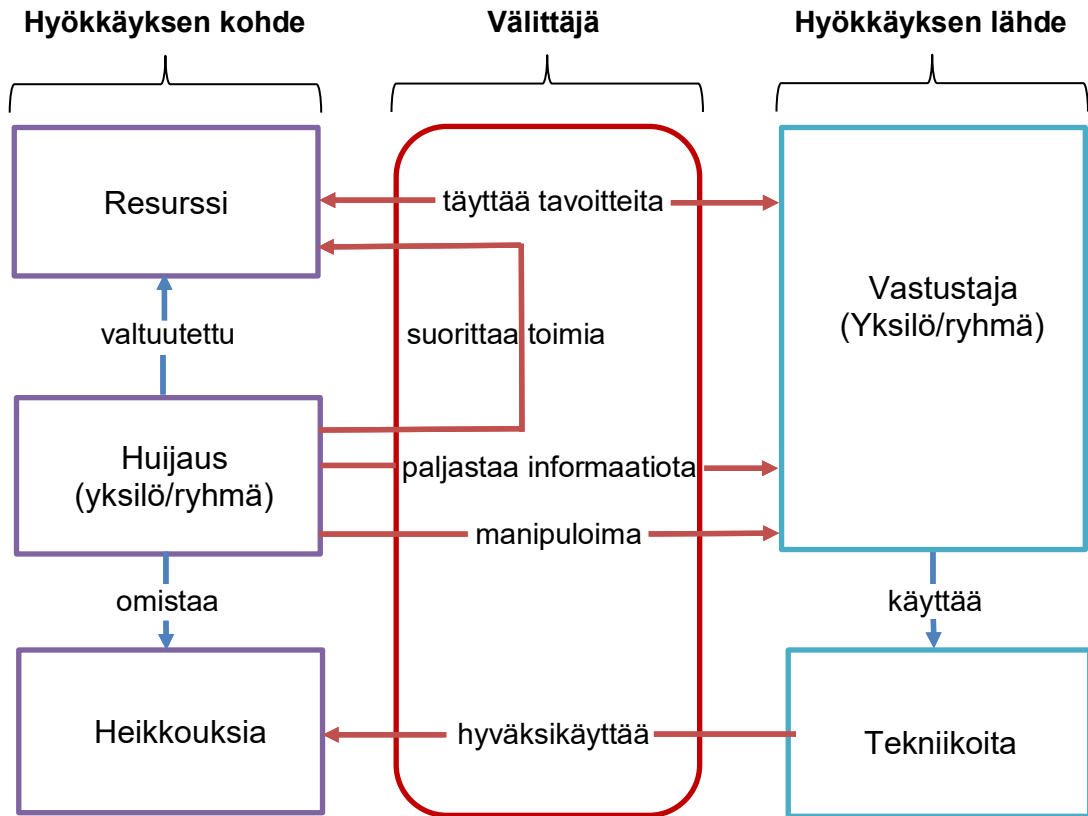 Hyökkäyksen kohde
Välittäjä
Hyökkäyksen lähde
Resurssi
täyttää tavoitteita
Vastustaja
(Yksilö/ryhmä)
valtuutettu
suorittaa toimia
Huijaus
(yksilö/ryhmä)
paljastaa informaatiota
manipuloima
omistaa
käyttää
Heikkouksia
hyväksikäyttää
Tekniikoita